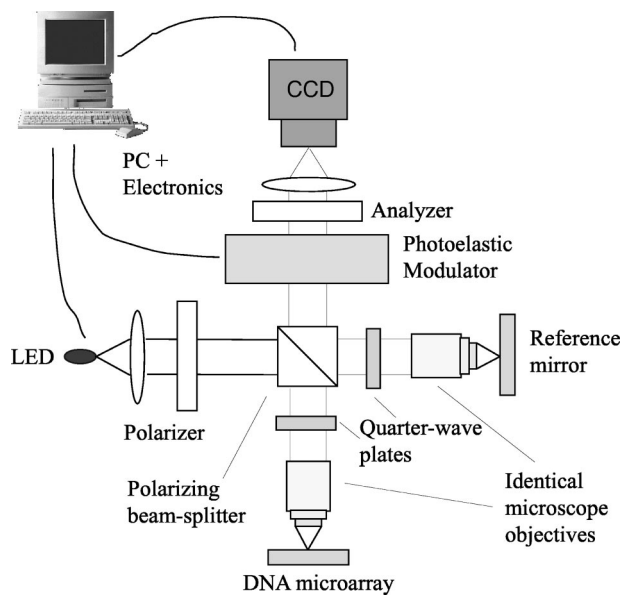 CCD
PC +
Electronics
Analyzer
Photoelastic
Modulator
LED
Reference
mirror
Polarizer
Quarter-wave
plates
Polarizing
beam-splitter
Identical
microscope
objectives
DNA microarray